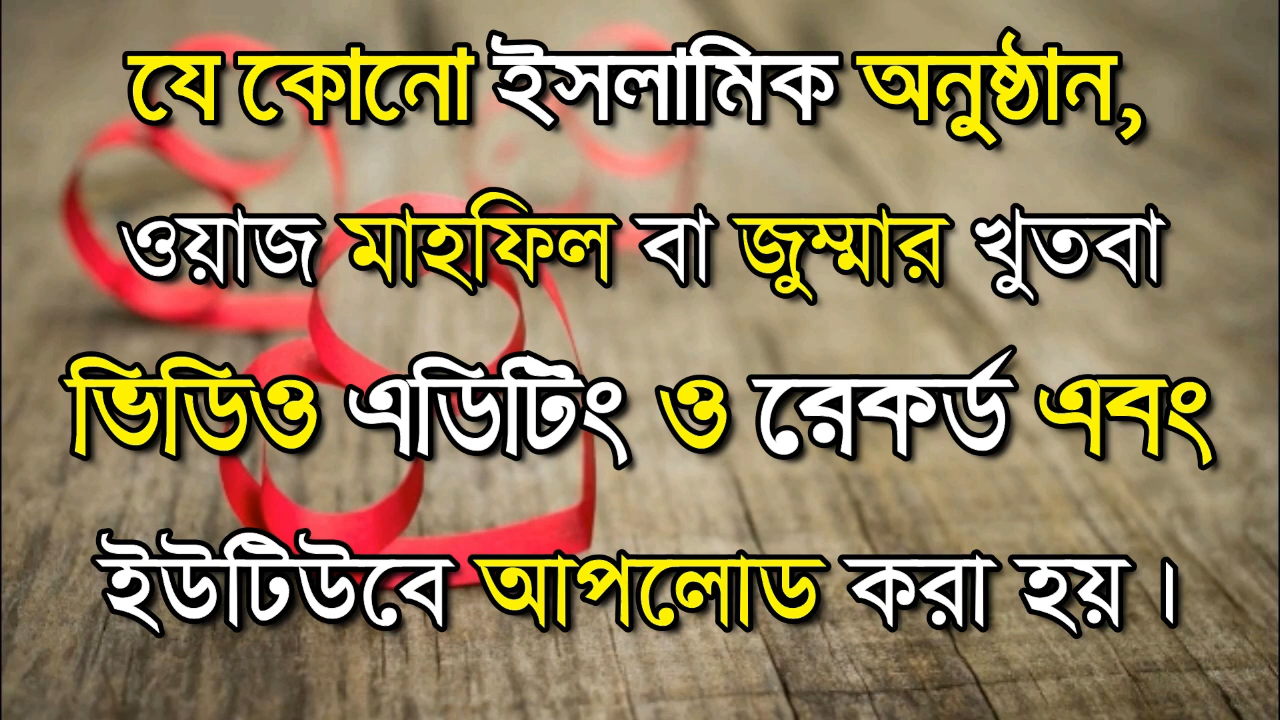 যে কোনো ইসলামিক অনুষ্ঠান,
ওয়াজ মাহফিল বা জুম্মার খুতবা
ভিডিও এডিটিং ও রেকর্ড এবং
ইউটিউবে আপলোড করা হয়।